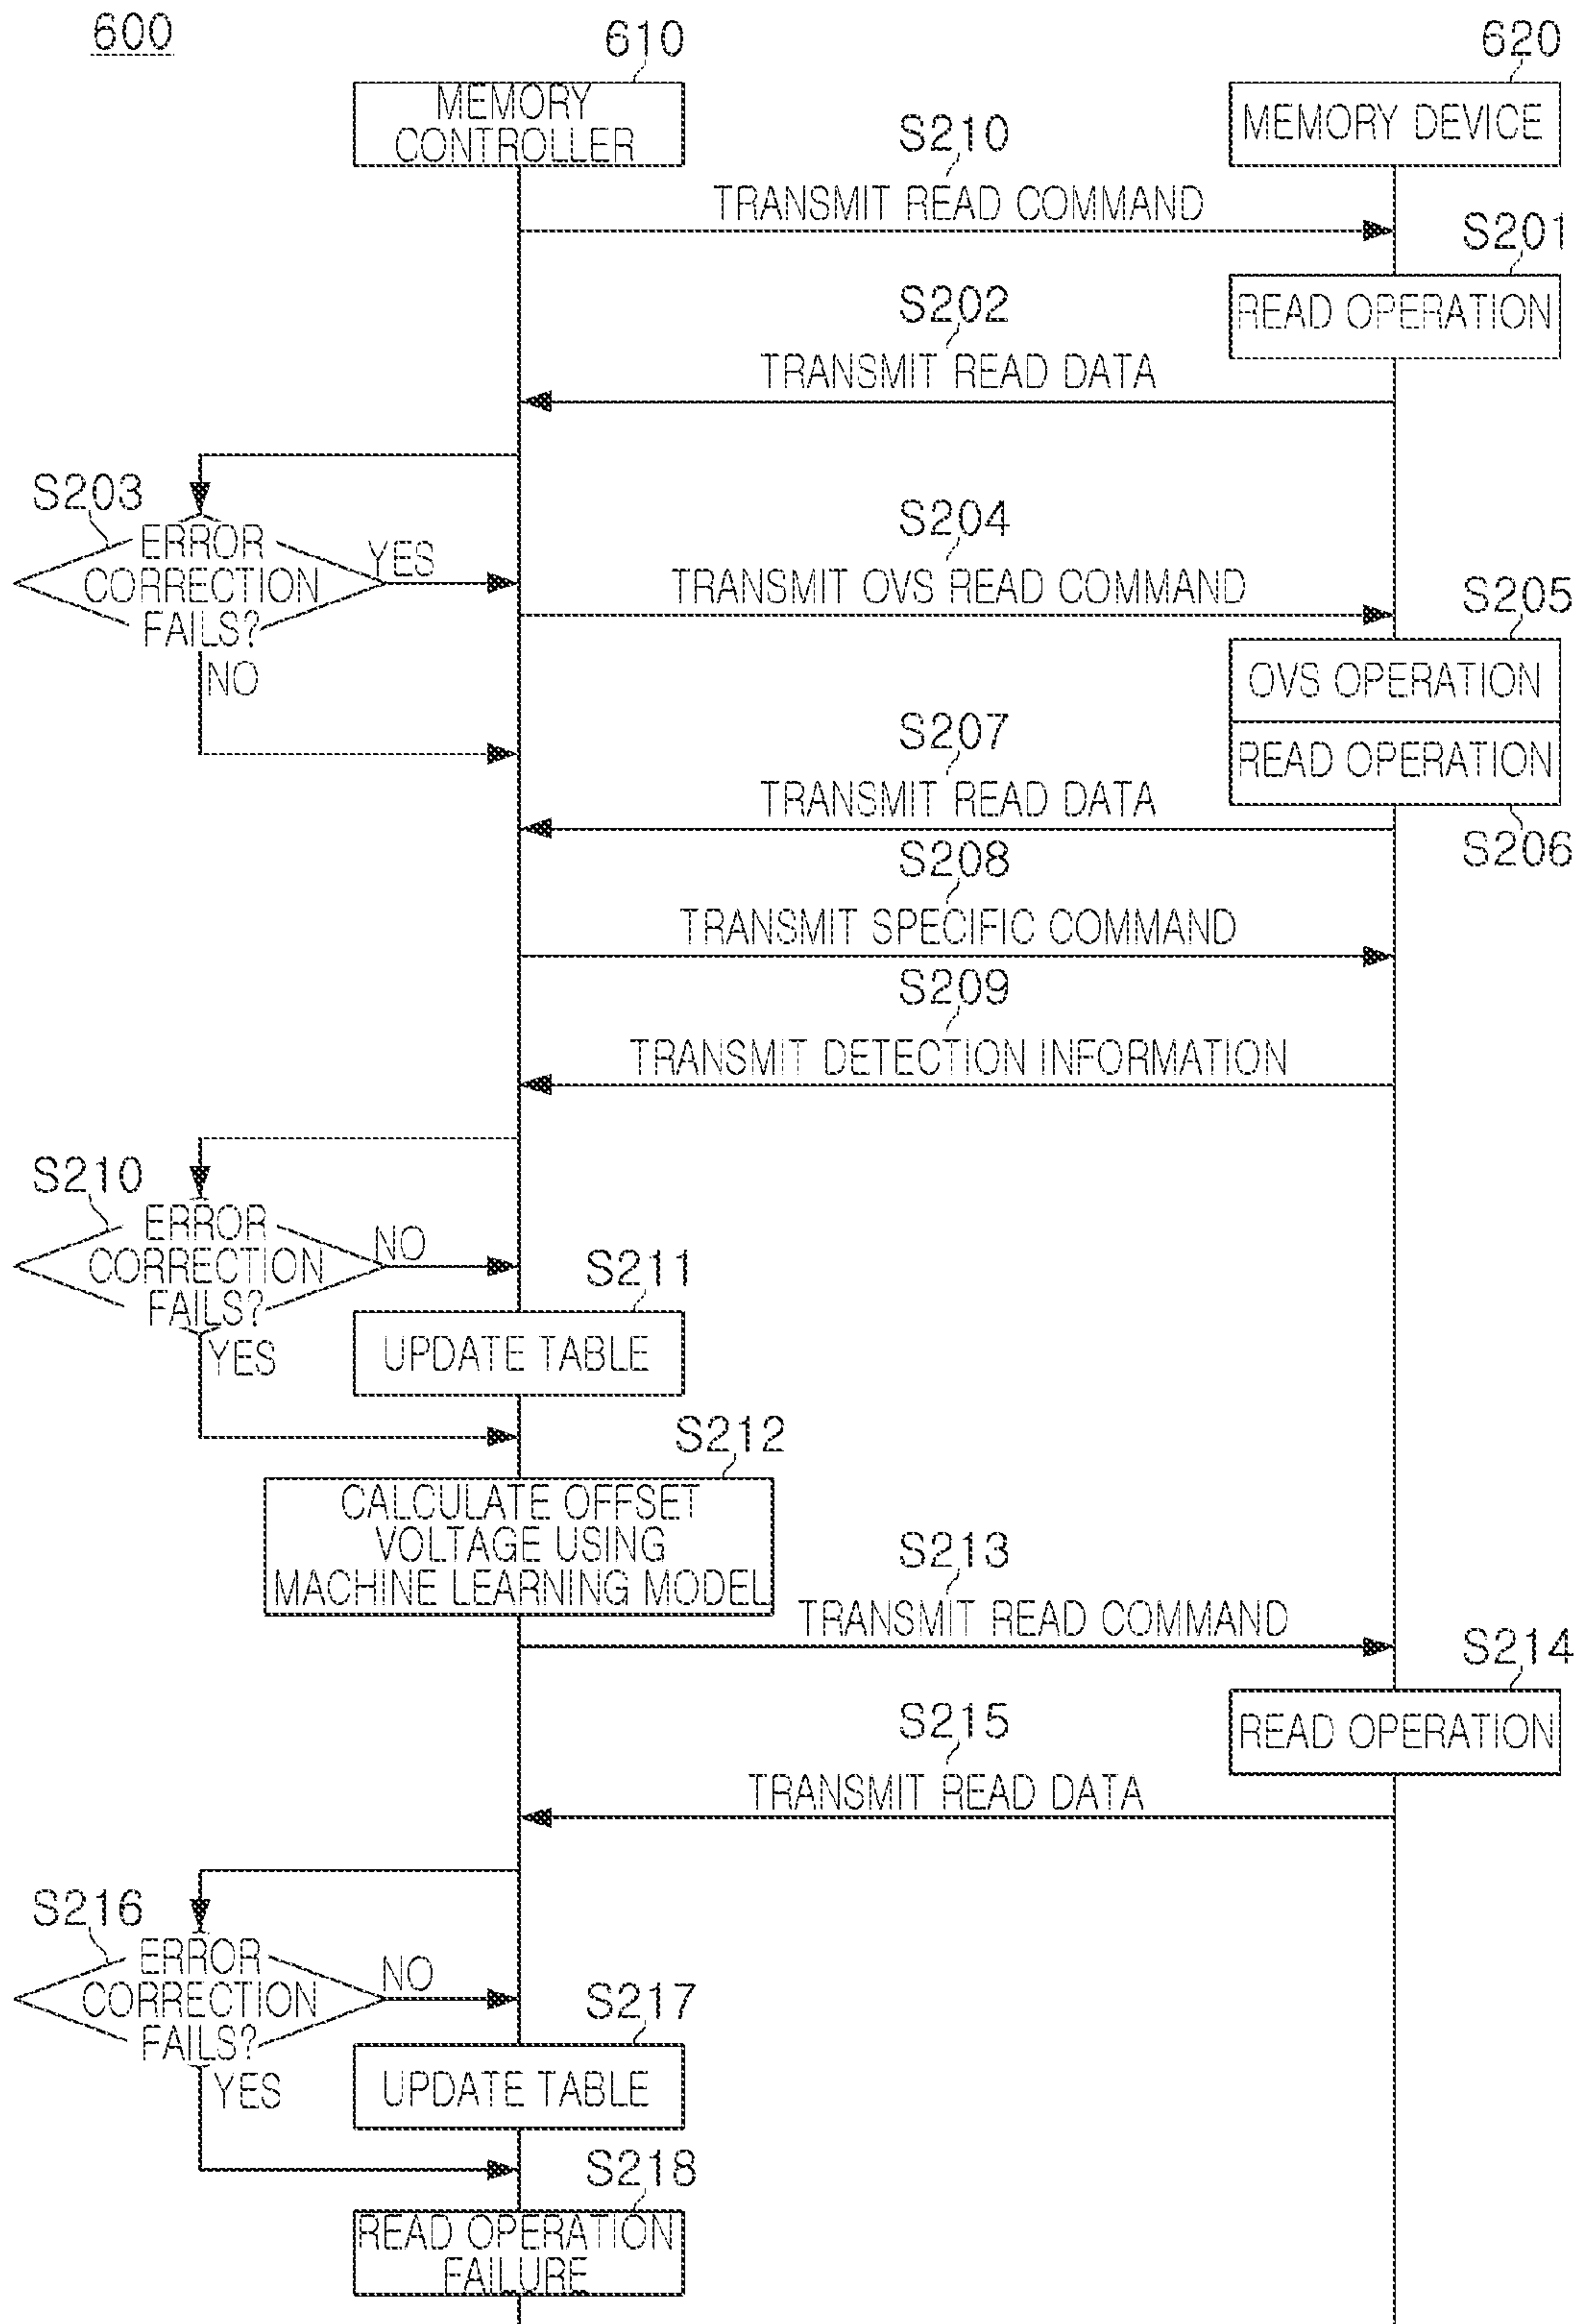 600
610
620
MEMORY
CONTROLLER
MEMORY DEVICE
S210
TRANSMIT READ COMMAND
S201
READ OPERATION
S202
TRANSMIT READ DATA
S203
ERROR
CORRECTION
FAILS?
YES
NO
S204
TRANSMIT OVS READ COMMAND
S205
OVS OPERATION
READ OPERATION
S206
S207
TRANSMIT READ DATA
S208
TRANSMIT SPECIFIC COMMAND
S209
TRANSMIT DETECTION INFORMATION
S210
ERROR
CORRECTION
FAILS?
NO
YES
S211
UPDATE TABLE
S212
CALCULATE OFFSET
VOLTAGE USING
MACHINE LEARNING MODEL
S213
TRANSMIT READ COMMAND
S214
READ OPERATION
S215
TRANSMIT READ DATA
S216
ERROR
CORRECTION
FAILS?
NO
YES
S217
UPDATE TABLE
S218
READ OPERATION
FAILURE